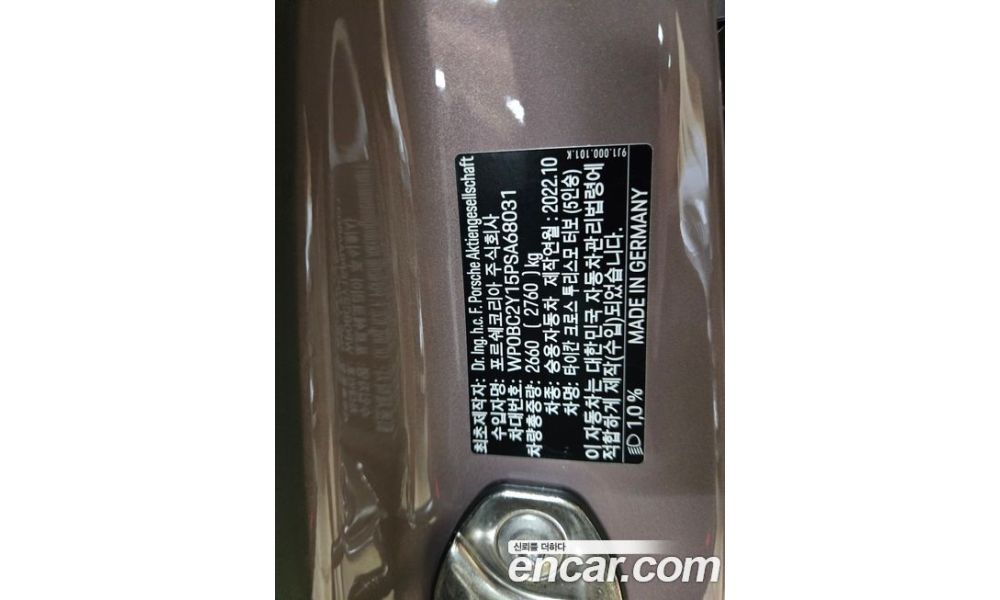 최초제작자: Dr. Ing. h.c. F. Porsche Aktiengesellschaft
수입자명: 포르쉐코리아 주식회사
차대번호: WP0BC2Y15PSA68031
차량총중량: 2660 ( 2760 ) kg
차종: 승용자동차 제작연월: 2022.10
차명: 타이칸 크로스 투리스모 터보 (5인승)
이 자동차는 대한민국 자동차관리법령에
적합하게 제작(수입)되었습니다.
1,0 % MADE IN GERMANY
9J1.000.101.K
신뢰를 더하다
encar.com